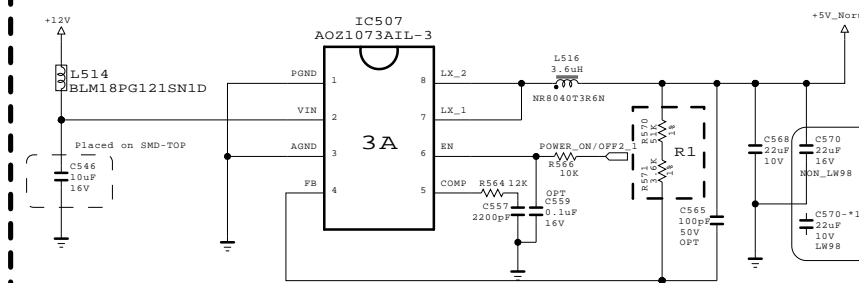 +12V
L514
BLM18PG121SN1D
Placed on SMD-TOP
C546
10uF
16V
IC507
AOZ1073AIL-3
PGND
1
VIN
2
AGND
3
FB
4
3A
8
LX_2
7
LX_1
6
EN
5
COMP
L516
3.6uH
NR8040T3R6N
POWER_ON/OFF2_1
R566
10K
R564 12K
C557
2200pF
OPT
C559
0.1uF
16V
R570
51K
1%
R571
3.6K
1%
R1
C565
100pF
50V
OPT
+5V_Nor
C568
22uF
10V
C570
22uF
16V
NON_LW98
C570-*1
22uF
10V
LW98